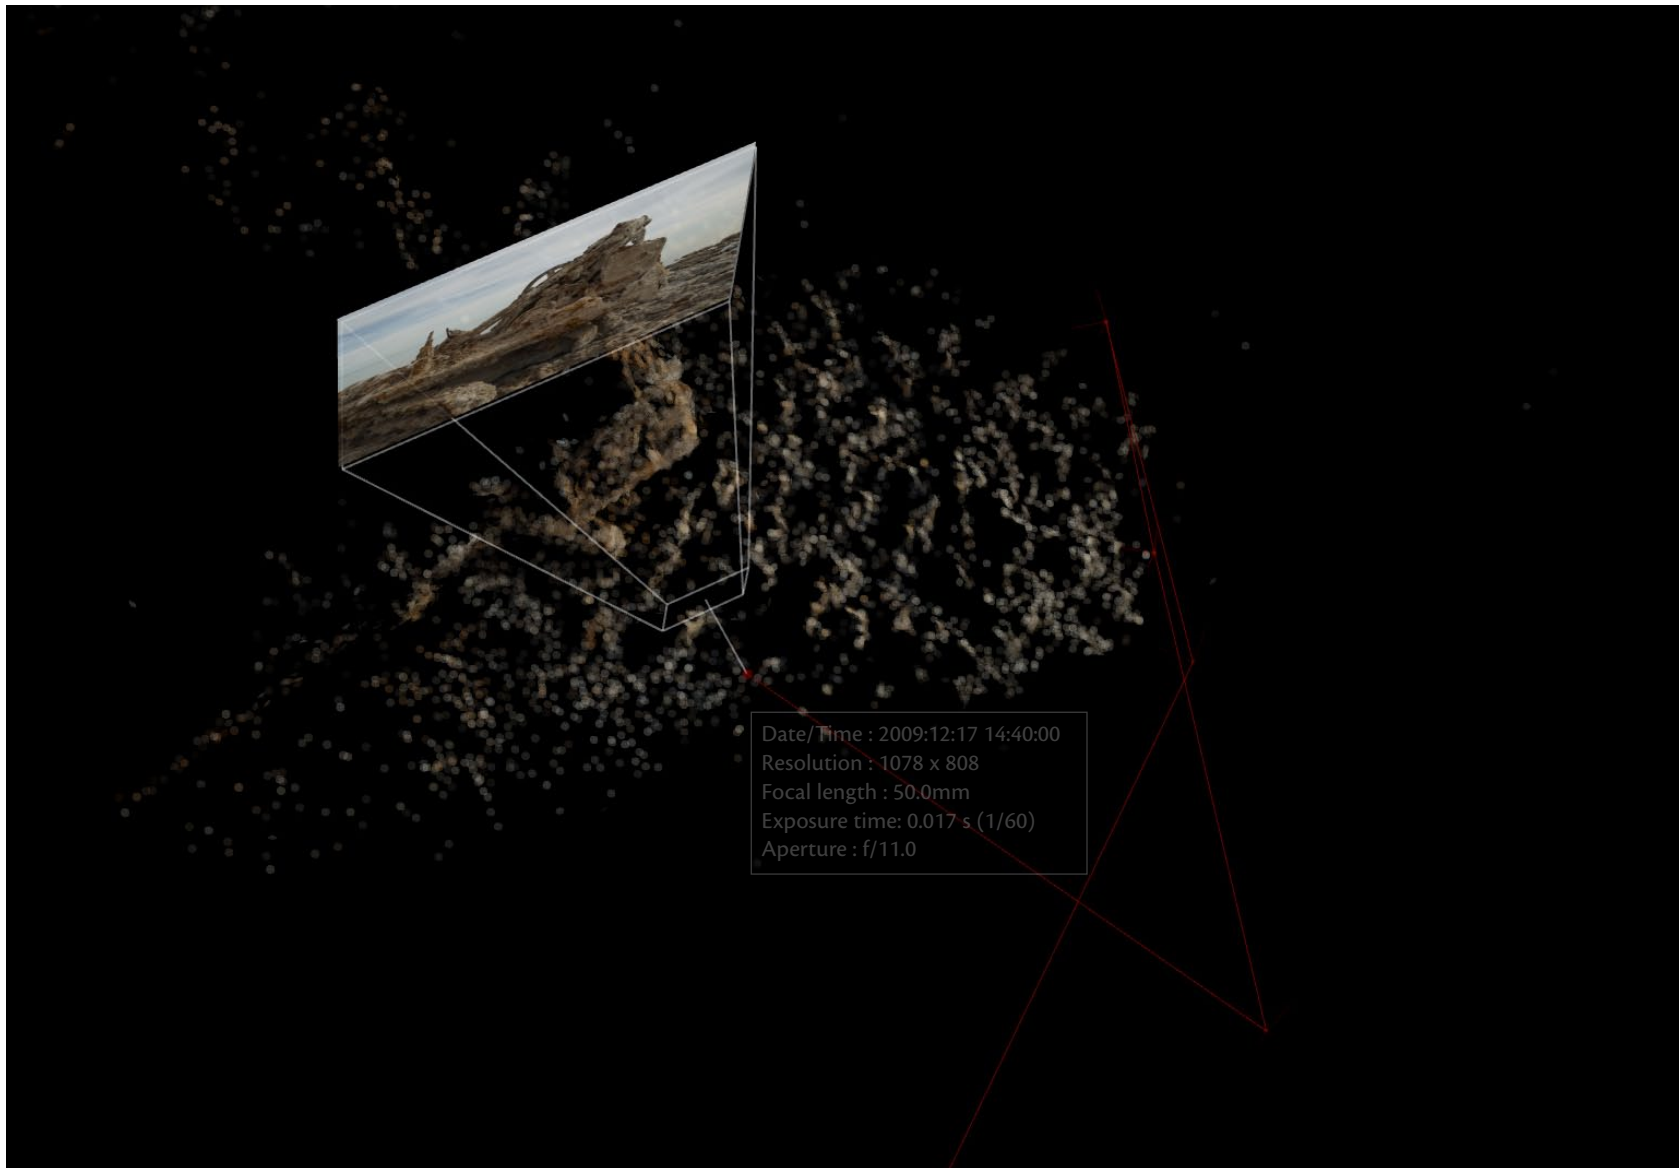 Date/Time : 2009:12:17 14:40:00
Resolution : 1078 x 808
Focal length : 50.0mm
Exposure time: 0.017 s (1/60)
Aperture : f/11.0